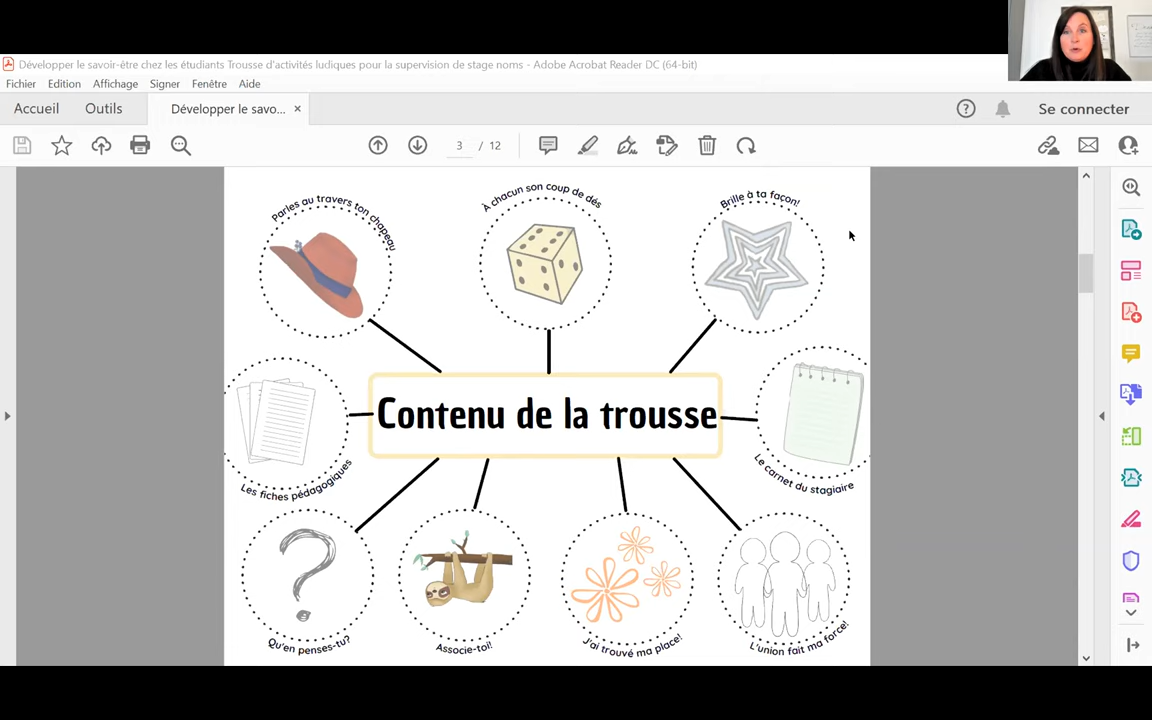 Développer le savoir-être chez les étudiants Trousse d'activités ludiques pour la supervision de stage noms - Adobe Acrobat Reader DC (64-bit)
Fichier Edition Affichage Signer Fenêtre Aide
Accueil Outils Développer le savo... × Se connecter
3 / 12
Parles au travers ton chapeau
À chacun son coup de dés
Brille à ta façon!
Contenu de la trousse
Les fiches pédagogiques
Le carnet du stagiaire
Qu'en penses-tu?
Associe-toi!
J'ai trouvé ma place!
L'union fait ma force!